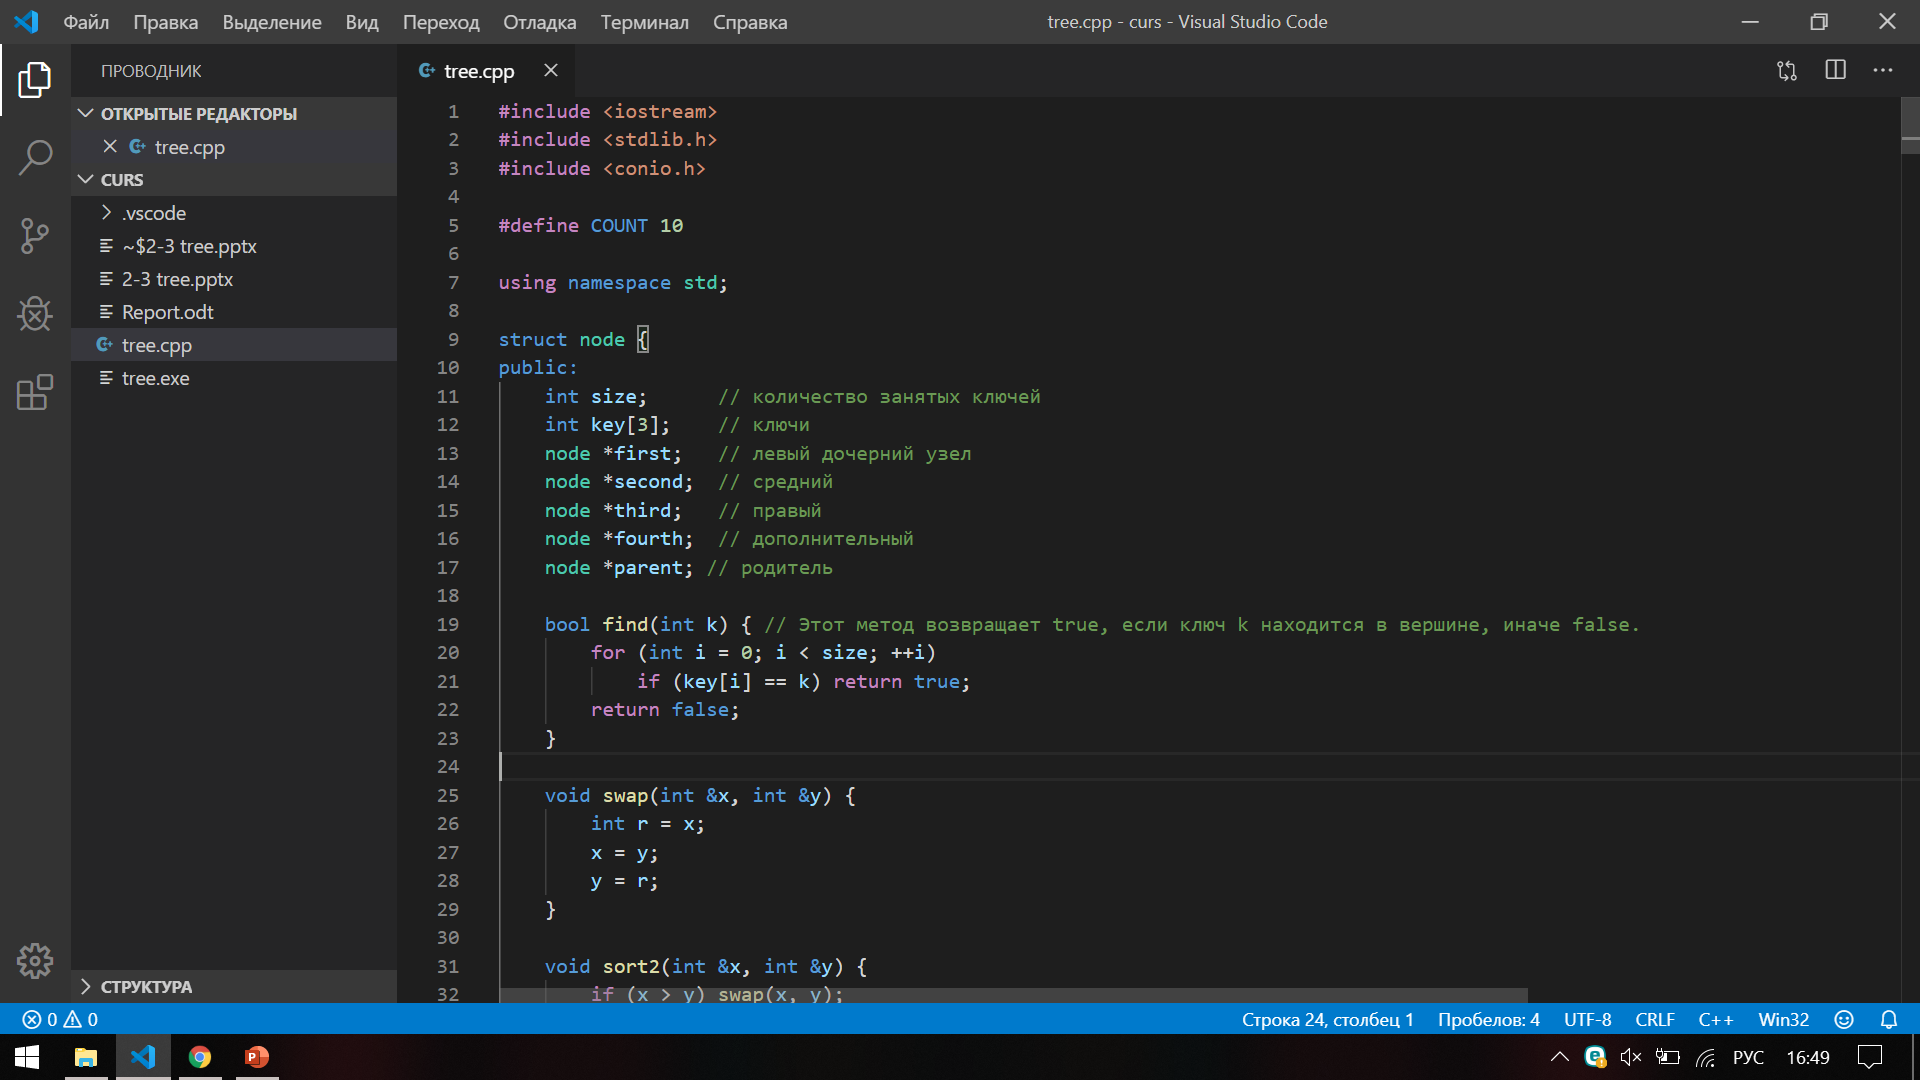 Файл Правка Выделение Вид Переход Отладка Терминал Справка tree.cpp - curs - Visual Studio Code
ПРОВОДНИК
ОТКРЫТЫЕ РЕДАКТОРЫ
tree.cpp
CURS
.vscode
~$2-3 tree.pptx
2-3 tree.pptx
Report.odt
tree.cpp
tree.exe
СТРУКТУРА
tree.cpp
1 #include <iostream>
2 #include <stdlib.h>
3 #include <conio.h>
4
5 #define COUNT 10
6
7 using namespace std;
8
9 struct node {
10 public:
11 int size; // количество занятых ключей
12 int key[3]; // ключи
13 node *first; // левый дочерний узел
14 node *second; // средний
15 node *third; // правый
16 node *fourth; // дополнительный
17 node *parent; // родитель
18
19 bool find(int k) { // Этот метод возвращает true, если ключ k находится в вершине, иначе false.
20 for (int i = 0; i < size; ++i)
21 if (key[i] == k) return true;
22 return false;
23 }
24
25 void swap(int &x, int &y) {
26 int r = x;
27 x = y;
28 y = r;
29 }
30
31 void sort2(int &x, int &y) {
32 if (x > y) swap(x, y);
0 0 Строка 24, столбец 1 Пробелов: 4 UTF-8 CRLF C++ Win32
РУС 16:49